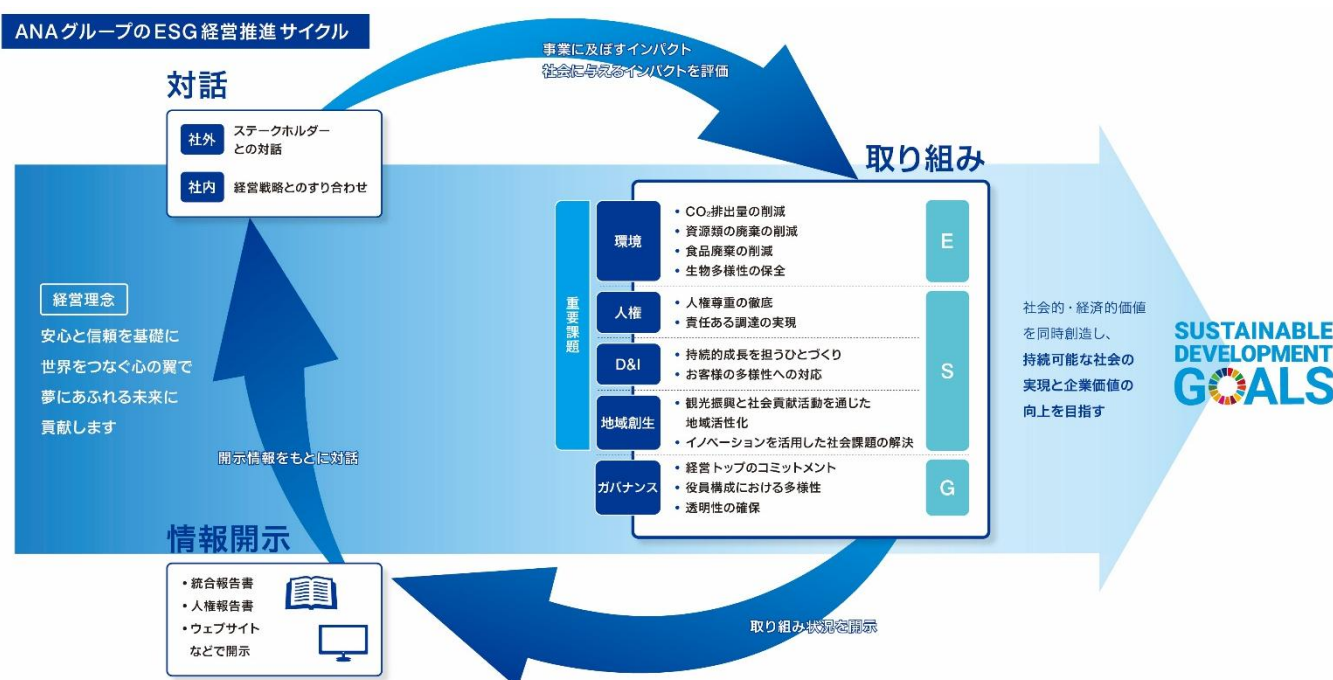 ANAグループのESG経営推進サイクル
対話
社外
ステークホルダー
との対話
社内
経営戦略とのすり合わせ
事業に及ぼすインパクト
社会に与えるインパクトを評価
取り組み
重要課題
環境
• CO₂排出量の削減
• 資源類の廃棄の削減
• 食品廃棄の削減
• 生物多様性の保全
E
人権
• 人権尊重の徹底
• 責任ある調達の実現
D&I
• 持続的成長を担うひとづくり
• お客様の多様性への対応
地域創生
• 観光振興と社会貢献活動を通じた
地域活性化
• イノベーションを活用した社会課題の解決
S
ガバナンス
• 経営トップのコミットメント
• 役員構成における多様性
• 透明性の確保
G
経営理念
安心と信頼を基礎に
世界をつなぐ心の翼で
夢にあふれる未来に
貢献します
開示情報をもとに対話
情報開示
• 統合報告書
• 人権報告書
• ウェブサイト
などで開示
取り組み状況を開示
社会的・経済的価値
を同時創造し、
持続可能な社会の
実現と企業価値の
向上を目指す
SUSTAINABLE
DEVELOPMENT
GOALS